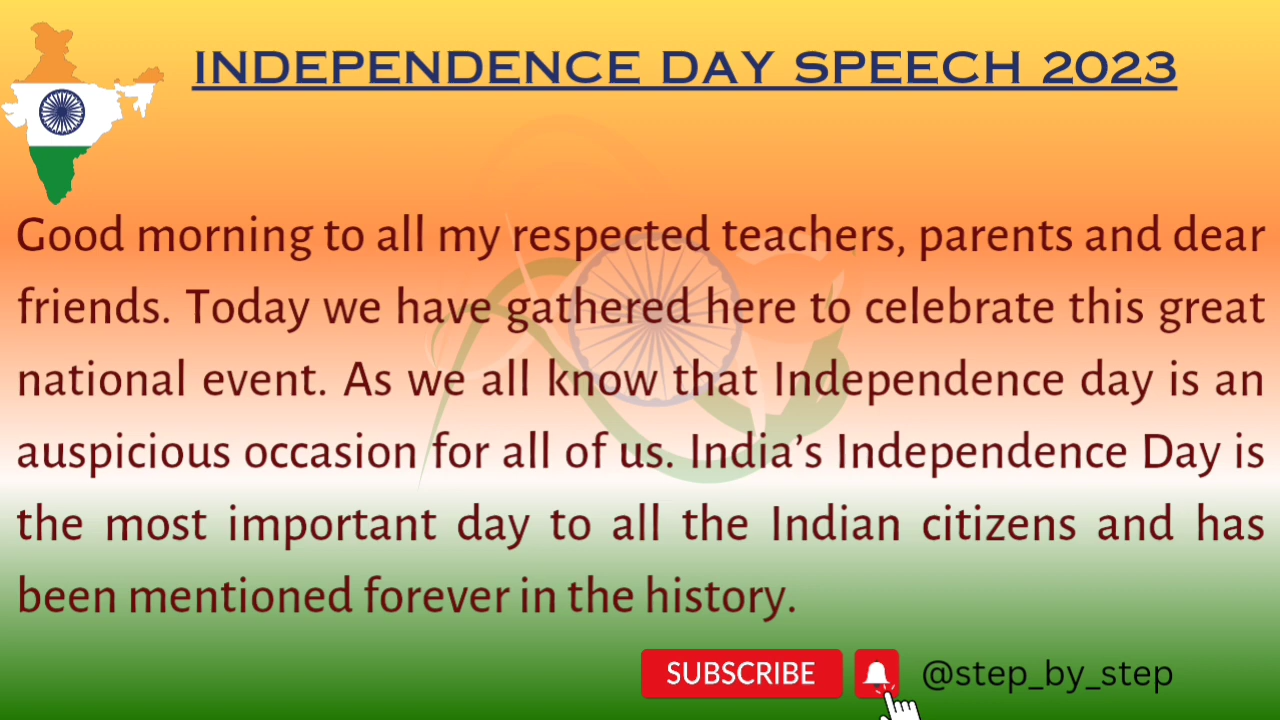 INDEPENDENCE DAY SPEECH 2023
Good morning to all my respected teachers, parents and dear
friends. Today we have gathered here to celebrate this great
national event. As we all know that Independence day is an
auspicious occasion for all of us. India’s Independence Day is
the most important day to all the Indian citizens and has
been mentioned forever in the history.
SUBSCRIBE
@step_by_step